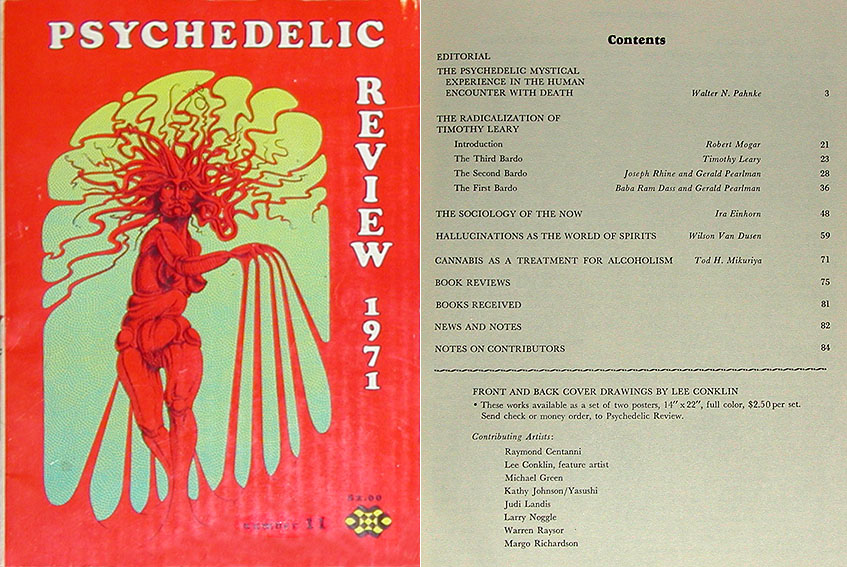 PSYCHEDELIC
REVIEW 1971
11
Contents
EDITORIAL
THE PSYCHEDELIC MYSTICAL
EXPERIENCE IN THE HUMAN
ENCOUNTER WITH DEATH Walter N. Pahnke 3
THE RADICALIZATION OF
TIMOTHY LEARY
Introduction Robert Mogar 21
The Third Bardo Timothy Leary 23
The Second Bardo Joseph Rhine and Gerald Pearlman 28
The First Bardo Baba Ram Dass and Gerald Pearlman 36
THE SOCIOLOGY OF THE NOW Ira Einhorn 48
HALLUCINATIONS AS THE WORLD OF SPIRITS Wilson Van Dusen 59
CANNABIS AS A TREATMENT FOR ALCOHOLISM Tod H. Mikuriya 71
BOOK REVIEWS 75
BOOKS RECEIVED 81
NEWS AND NOTES 82
NOTES ON CONTRIBUTORS 84
FRONT AND BACK COVER DRAWINGS BY LEE CONKLIN
• These works available as a set of two posters, 14″ x 22″, full color, $2.50 per set.
Send check or money order, to Psychedelic Review.
Contributing Artists:
Raymond Centanni
Lee Conklin, feature artist
Michael Green
Kathy Johnson/Yasushi
Judi Landis
Larry Noggle
Warren Raysor
Margo Richardson